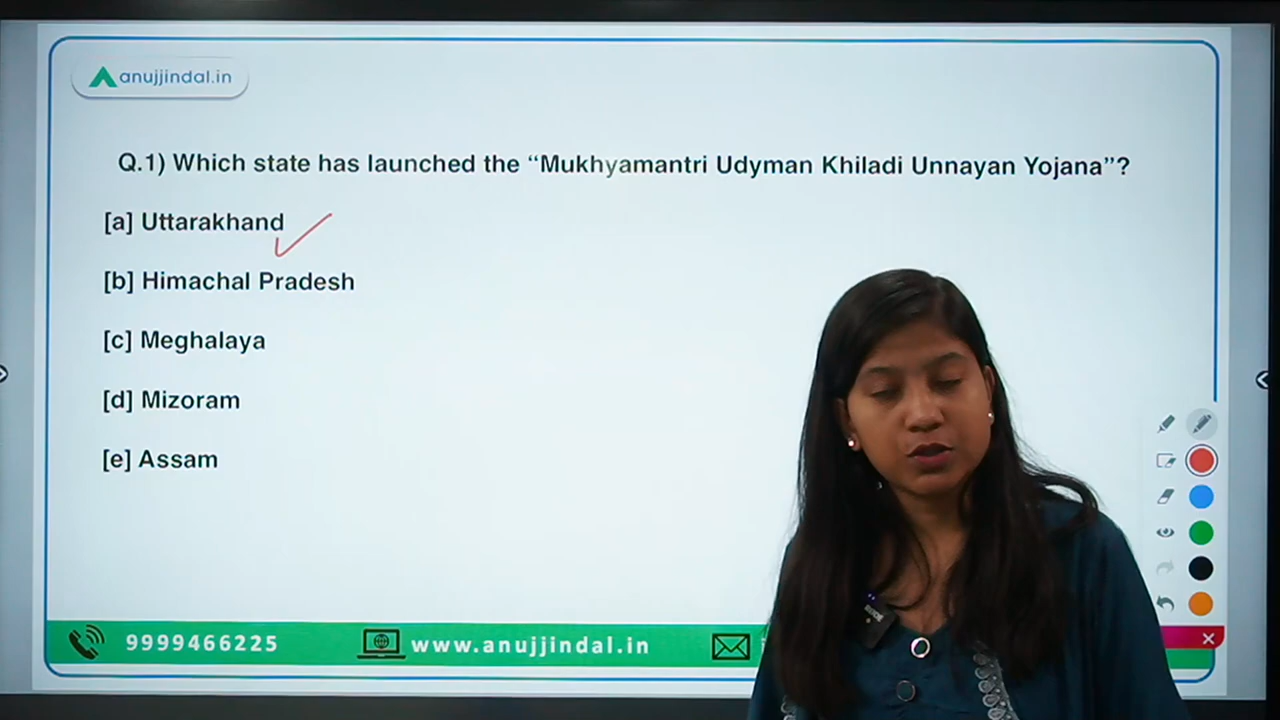 anujjindal.in
Q.1) Which state has launched the “Mukhyamantri Udyman Khiladi Unnayan Yojana”?
[a] Uttarakhand
[b] Himachal Pradesh
[c] Meghalaya
[d] Mizoram
[e] Assam
9999466225 www.anujjindal.in